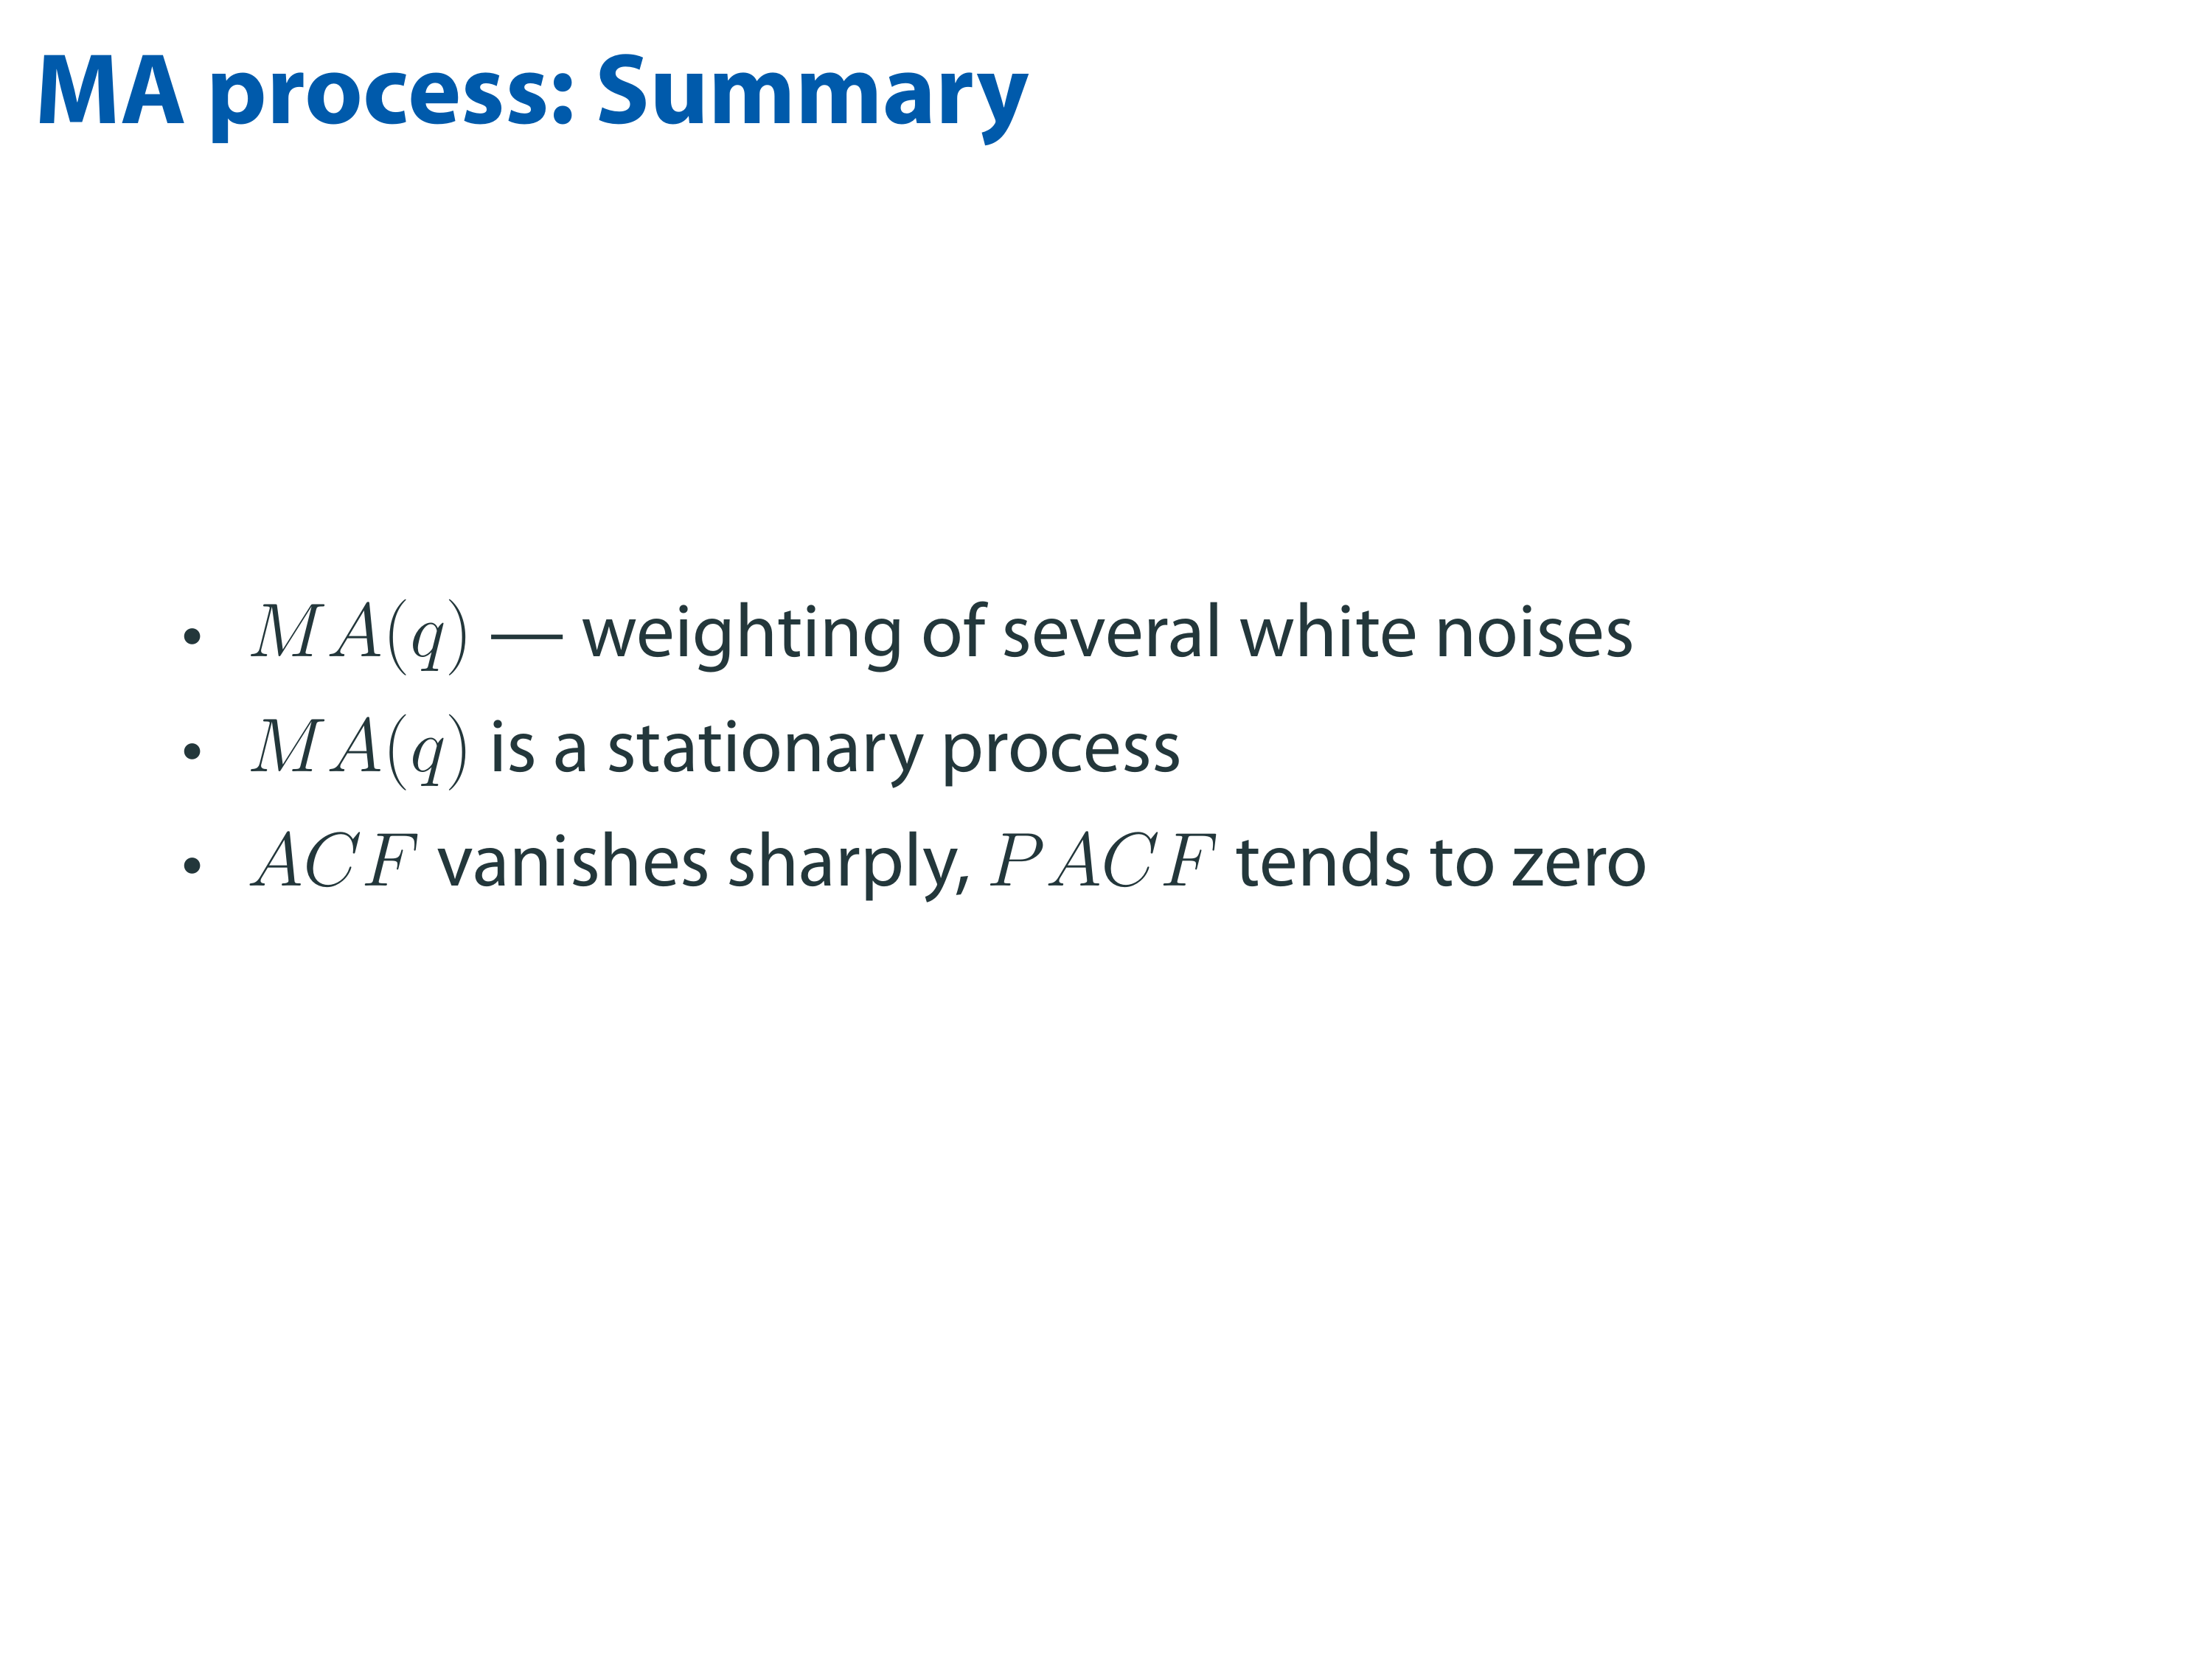 MA process: Summary
• MA(q) — weighting of several white noises
• MA(q) is a stationary process
• ACF vanishes sharply, PACF tends to zero